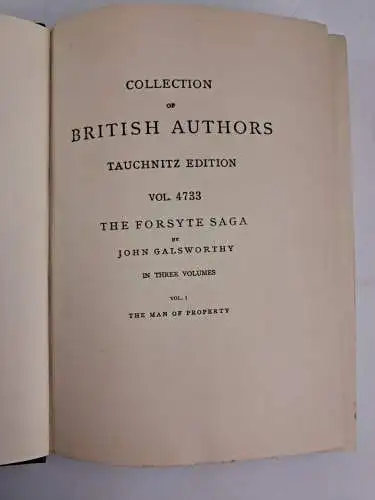 COLLECTION
OF
BRITISH AUTHORS
TAUCHNITZ EDITION
VOL. 4733
THE FORSYTE SAGA
BY
JOHN GALSWORTHY
IN THREE VOLUMES
VOL. I
THE MAN OF PROPERTY